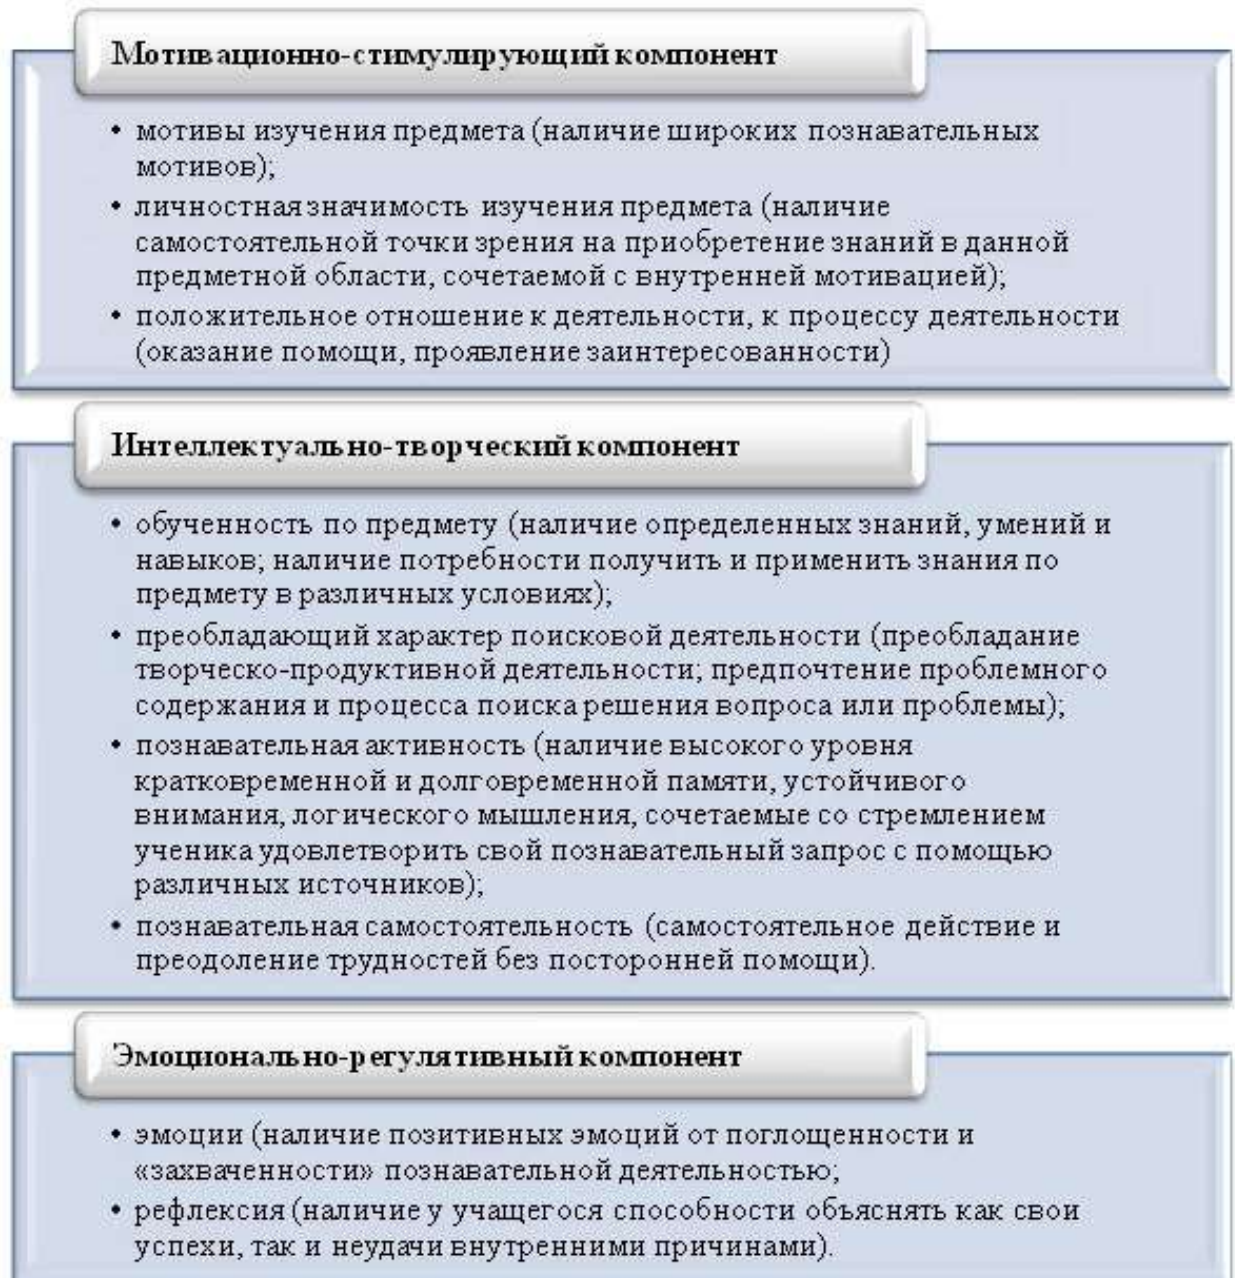 Мотивационно-стимулирующий компонент
• мотивы изучения предмета (наличие широких познавательных
мотивов);
• личностная значимость изучения предмета (наличие
самостоятельной точки зрения на приобретение знаний в данной
предметной области, сочетаемой с внутренней мотивацией);
• положительное отношение к деятельности, к процессу деятельности
(оказание помощи, проявление заинтересованности)
Интеллектуально-творческий компонент
• обученность по предмету (наличие определенных знаний, умений и
навыков; наличие потребности получить и применить знания по
предмету в различных условиях);
• преобладающий характер поисковой деятельности (преобладание
творческо-продуктивной деятельности; предпочтение проблемного
содержания и процесса поиска решения вопроса или проблемы);
• познавательная активность (наличие высокого уровня
кратковременной и долговременной памяти, устойчивого
внимания, логического мышления, сочетаемые со стремлением
ученика удовлетворить свой познавательный запрос с помощью
различных источников);
• познавательная самостоятельность (самостоятельное действие и
преодоление трудностей без посторонней помощи).
Эмоционально-регулятивный компонент
• эмоции (наличие позитивных эмоций от поглощенности и
«захваченности» познавательной деятельностью;
• рефлексия (наличие у учащегося способности объяснять как свои
успехи, так и неудачи внутренними причинами).